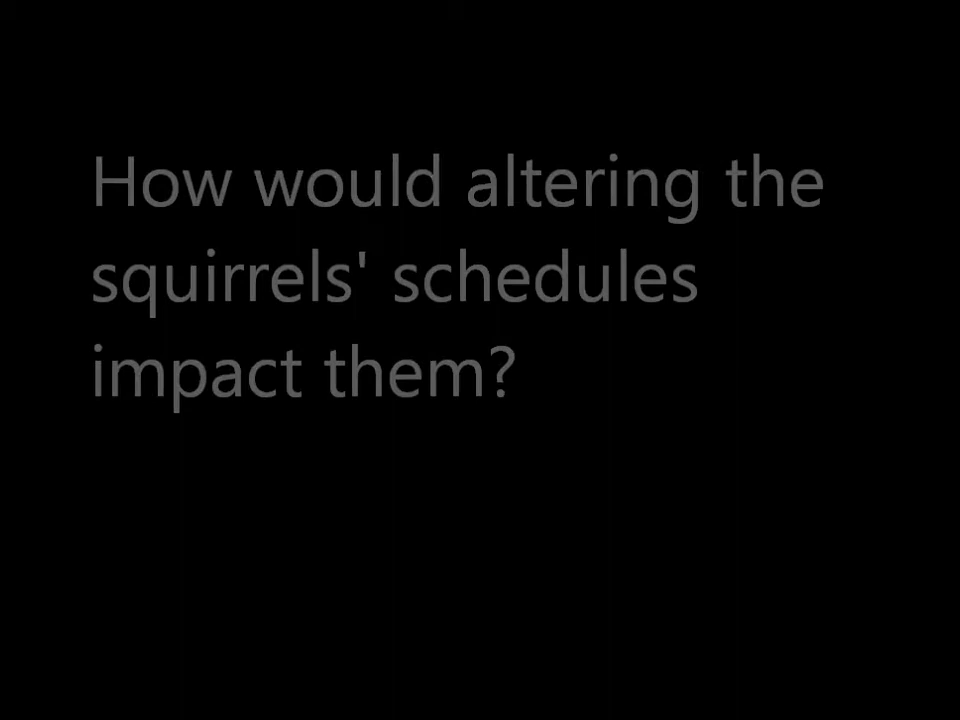 How would altering the
squirrels' schedules
impact them?